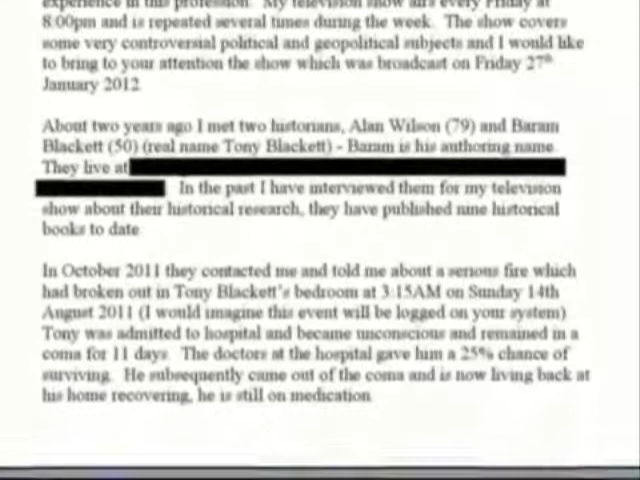 experience in this profession. My television show airs every Friday at
8:00pm and is repeated several times during the week. The show covers
some very controversial political and geopolitical subjects and I would like
to bring to your attention the show which was broadcast on Friday 27th
January 2012
About two years ago I met two historians, Alan Wilson (79) and Baram
Blackett (50) (real name Tony Blackett) - Baram is his authoring name
They live at
In the past I have interviewed them for my television
show about their historical research, they have published nine historical
books to date
In October 2011 they contacted me and told me about a serious fire which
had broken out in Tony Blackett's bedroom at 3:15AM on Sunday 14th
August 2011 (I would imagine this event will be logged on your system)
Tony was admitted to hospital and became unconscious and remained in a
coma for 11 days. The doctors at the hospital gave him a 25% chance of
surviving. He subsequently came out of the coma and is now living back at
his home recovering, he is still on medication